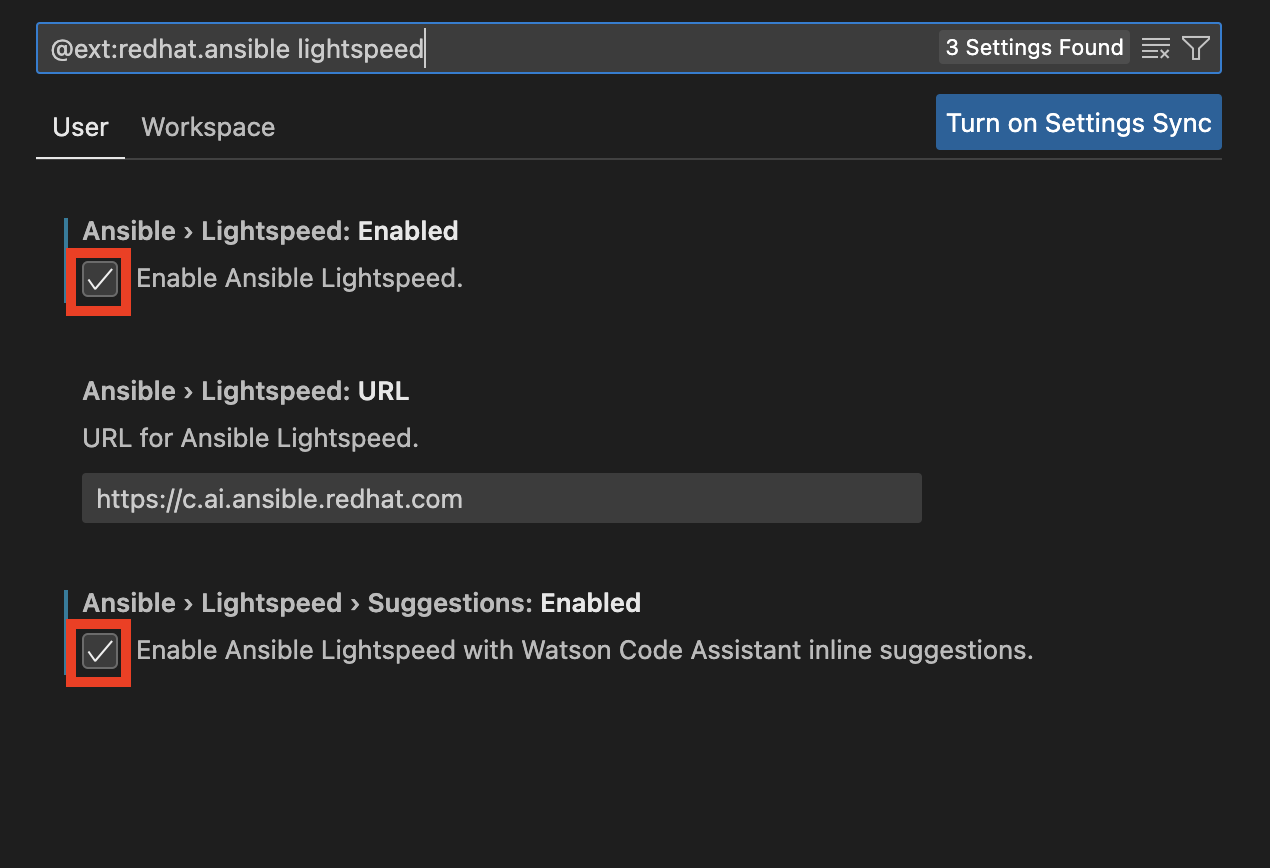 @ext:redhat.ansible lightspeed
3 Settings Found
User
Workspace
Turn on Settings Sync
Ansible › Lightspeed: Enabled
Enable Ansible Lightspeed.
Ansible › Lightspeed: URL
URL for Ansible Lightspeed.
https://c.ai.ansible.redhat.com
Ansible › Lightspeed › Suggestions: Enabled
Enable Ansible Lightspeed with Watson Code Assistant inline suggestions.